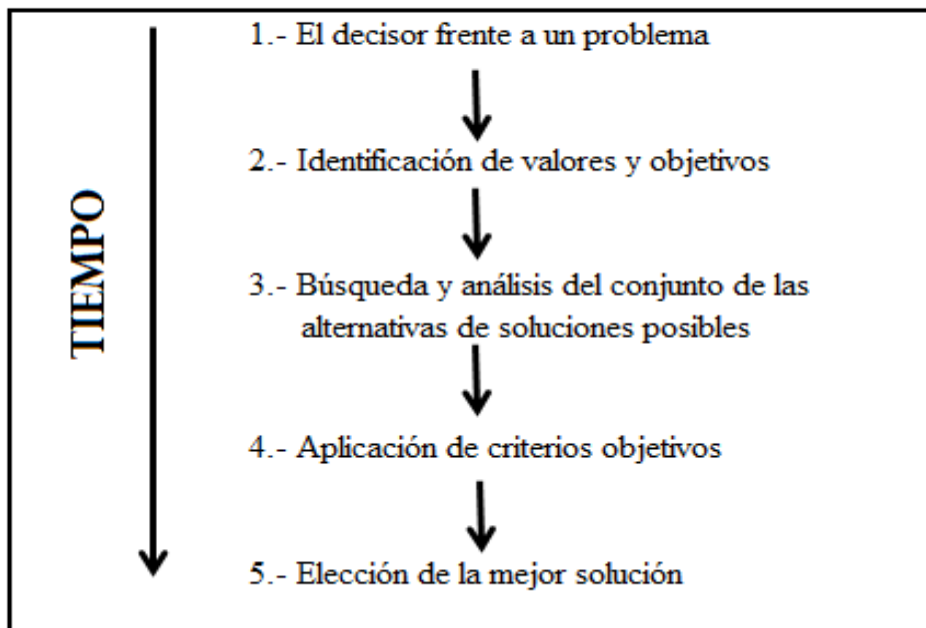 TIEMPO
1.- El decisor frente a un problema
2.- Identificación de valores y objetivos
3.- Búsqueda y análisis del conjunto de las
alternativas de soluciones posibles
4.- Aplicación de criterios objetivos
5.- Elección de la mejor solución